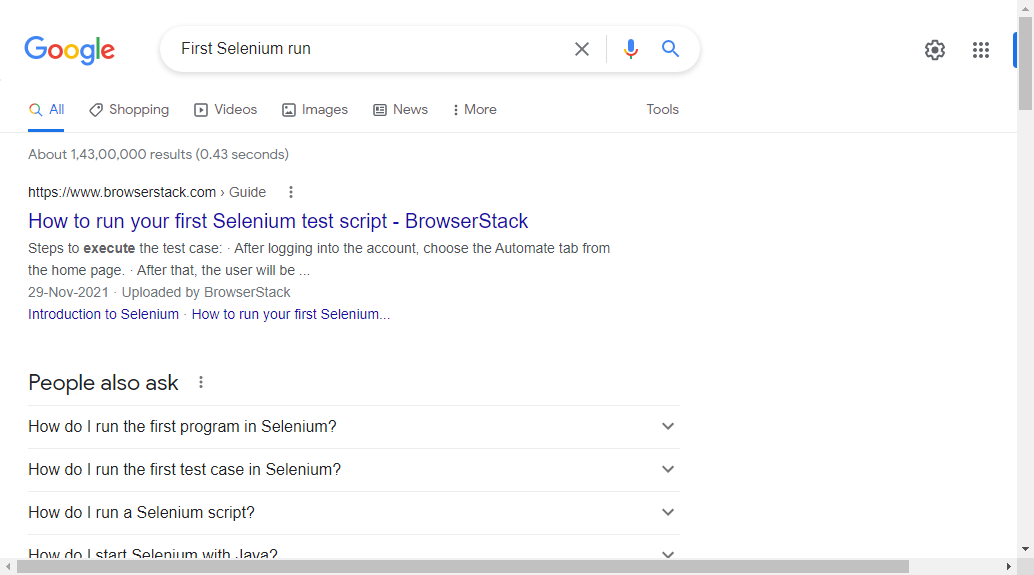 Google
First Selenium run
All Shopping Videos Images News More Tools
About 1,43,00,000 results (0.43 seconds)
https://www.browserstack.com › Guide
How to run your first Selenium test script - BrowserStack
Steps to execute the test case: · After logging into the account, choose the Automate tab from
the home page. · After that, the user will be ...
29-Nov-2021 · Uploaded by BrowserStack
Introduction to Selenium · How to run your first Selenium...
People also ask
How do I run the first program in Selenium?
How do I run the first test case in Selenium?
How do I run a Selenium script?
How do I start Selenium with Java?